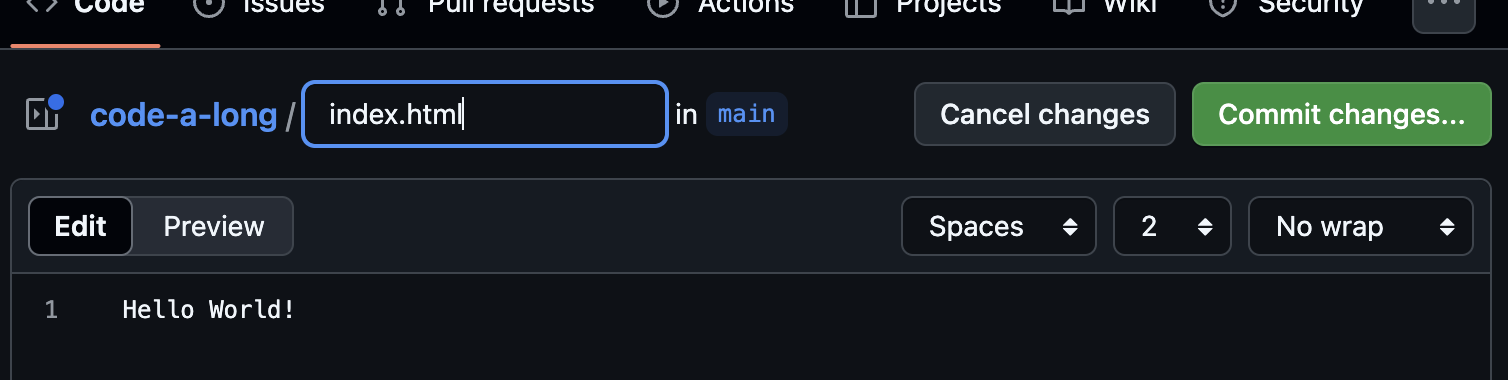 Code Issues Pull requests Actions Projects Wiki Security
code-a-long / index.html in main Cancel changes Commit changes...
Edit Preview Spaces 2 No wrap
1 Hello World!